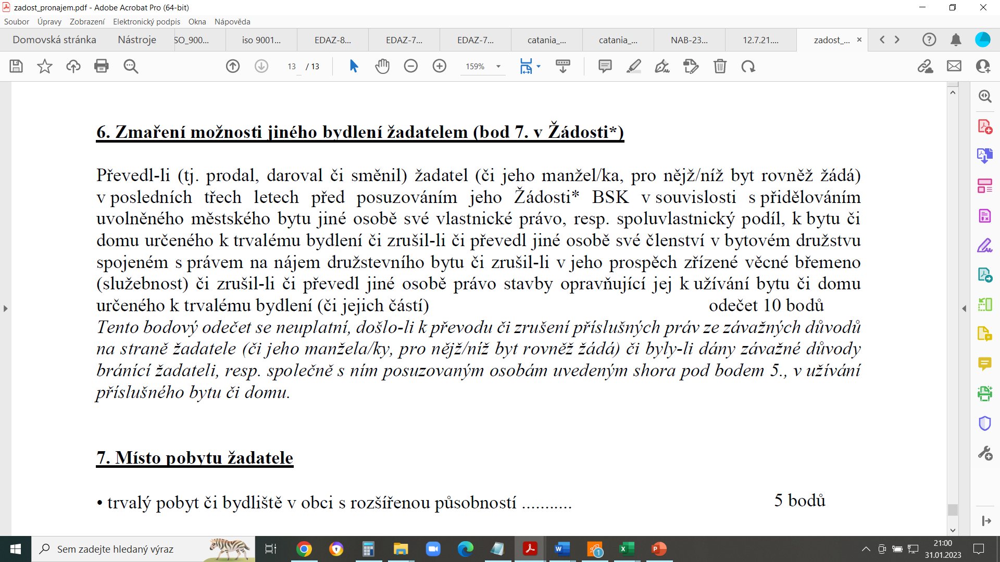 zadost_pronajem.pdf - Adobe Acrobat Pro (64-bit)
Soubor Úpravy Zobrazení Elektronický podpis Okna Nápověda
Domovská stránka Nástroje SO_900... iso 9001... EDAZ-8... EDAZ-7... EDAZ-7... catania_... catania_... NAB-23... 12.7.21.... zadost_...
13 / 13 159%
6. Zmaření možnosti jiného bydlení žadatelem (bod 7. v Žádosti*)
Převedl-li (tj. prodal, daroval či směnil) žadatel (či jeho manžel/ka, pro nějž/níž byt rovněž žádá)
v posledních třech letech před posuzováním jeho Žádosti* BSK v souvislosti s přidělováním
uvolněného městského bytu jiné osobě své vlastnické právo, resp. spoluvlastnický podíl, k bytu či
domu určeného k trvalému bydlení či zrušil-li či převedl jiné osobě své členství v bytovém družstvu
spojeném s právem na nájem družstevního bytu či zrušil-li v jeho prospěch zřízené věcné břemeno
(služebnost) či zrušil-li či převedl jiné osobě právo stavby opravňující jej k užívání bytu či domu
určeného k trvalému bydlení (či jejich částí) odečet 10 bodů
Tento bodový odečet se neuplatní, došlo-li k převodu či zrušení příslušných práv ze závažných důvodů
na straně žadatele (či jeho manžela/ky, pro nějž/níž byt rovněž žádá) či byly-li dány závažné důvody
bránící žadateli, resp. společně s ním posuzovaným osobám uvedeným shora pod bodem 5., v užívání
příslušného bytu či domu.
7. Místo pobytu žadatele
• trvalý pobyt či bydliště v obci s rozšířenou působností ........... 5 bodů
Sem zadejte hledaný výraz
21:00
31.01.2023